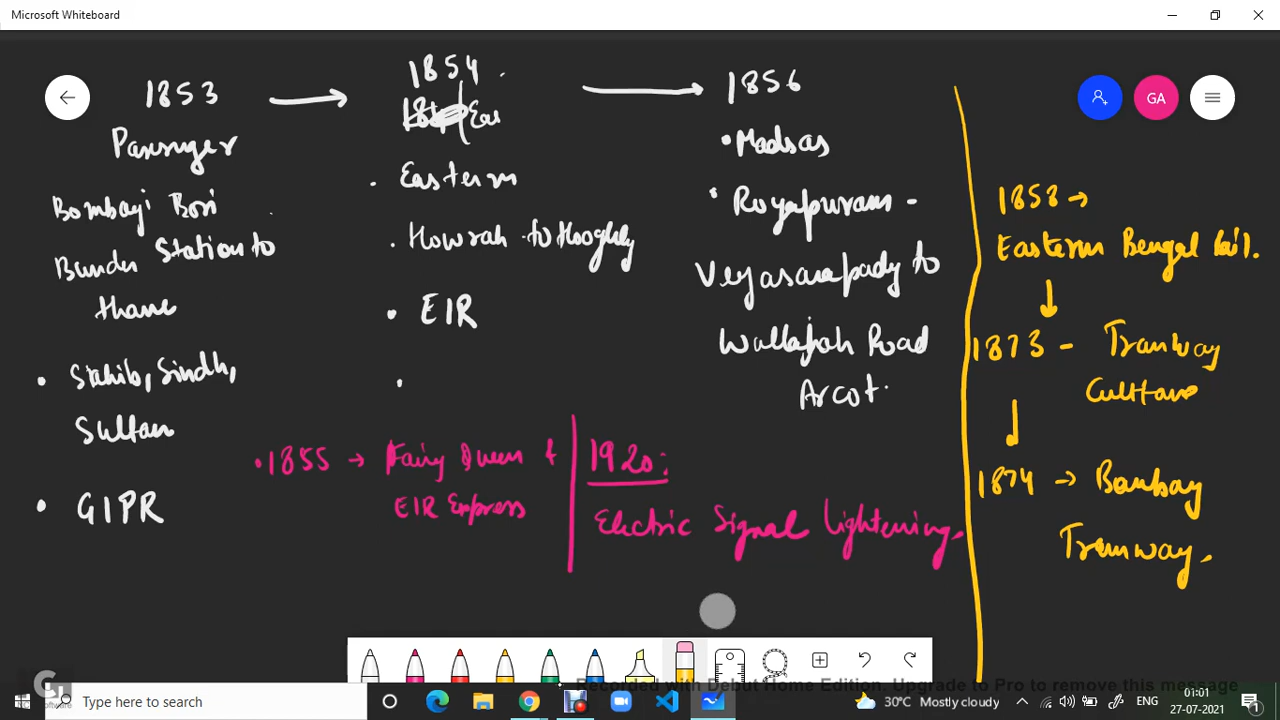 Microsoft Whiteboard
1853
Passenger
Bombay: Bori
Bunder Station to
thane
• Sahib, Sindh,
Sultan
• GIPR
1854
Eas
• Eastern
• Howrah to Hooghly
• EIR
•
1856
• Madras
• Royapuram -
Veyasarapady to
Wallajah Road
Arcot
• 1855 → Fairy Queen &
EIR Express
1920:
Electric Signal lightening.
1858 →
Eastern Bengal Rail.
1873 - Tramway
1874 → Bombay
Tramway.
GA
Recorded with Debut Home Edition. Upgrade to Pro to remove this message
Type here to search
30°C Mostly cloudy
ENG
01:01
27-07-2021
1